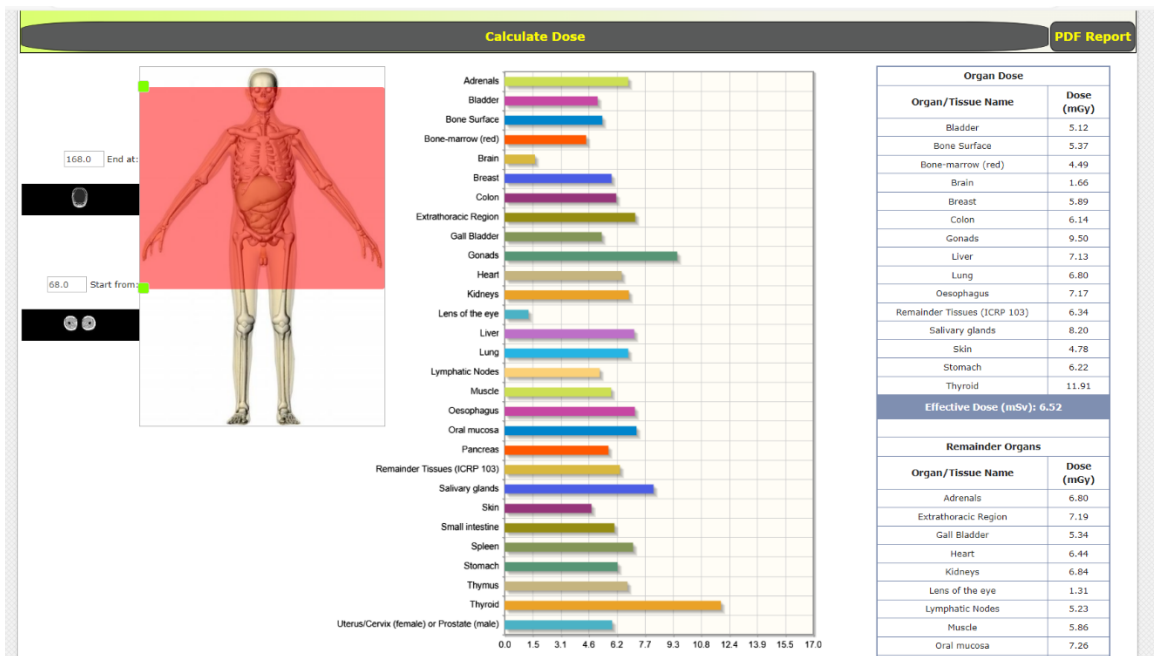 Calculate Dose
PDF Report
168.0 End at:
68.0 Start from:
Adrenals
Bladder
Bone Surface
Bone-marrow (red)
Brain
Breast
Colon
Extrathoracic Region
Gall Bladder
Gonads
Heart
Kidneys
Lens of the eye
Liver
Lung
Lymphatic Nodes
Muscle
Oesophagus
Oral mucosa
Pancreas
Remainder Tissues (ICRP 103)
Salivary glands
Skin
Small intestine
Spleen
Stomach
Thymus
Thyroid
Uterus/Cervix (female) or Prostate (male)
0.0 1.5 3.1 4.6 6.2 7.7 9.3 10.8 12.4 13.9 15.5 17.0
Organ Dose
Organ/Tissue Name Dose (mGy)
Bladder 5.12
Bone Surface 5.37
Bone-marrow (red) 4.49
Brain 1.66
Breast 5.89
Colon 6.14
Gonads 9.50
Liver 7.13
Lung 6.80
Oesophagus 7.17
Remainder Tissues (ICRP 103) 6.34
Salivary glands 8.20
Skin 4.78
Stomach 6.22
Thyroid 11.91
Effective Dose (mSv): 6.52
Remainder Organs
Organ/Tissue Name Dose (mGy)
Adrenals 6.80
Extrathoracic Region 7.19
Gall Bladder 5.34
Heart 6.44
Kidneys 6.84
Lens of the eye 1.31
Lymphatic Nodes 5.23
Muscle 5.86
Oral mucosa 7.26